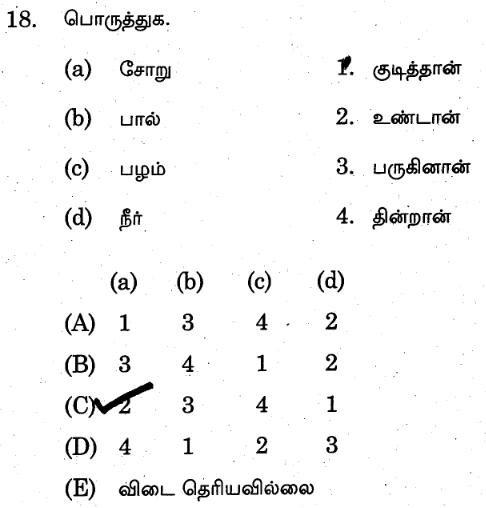 18. பொருத்துக.
(a) சோறு 1. குடித்தான்
(b) பால் 2. உண்டான்
(c) பழம் 3. பருகினான்
(d) நீர் 4. தின்றான்
(a) (b) (c) (d)
(A) 1 3 4 2
(B) 3 4 1 2
(C) 2 3 4 1
(D) 4 1 2 3
(E) விடை தெரியவில்லை